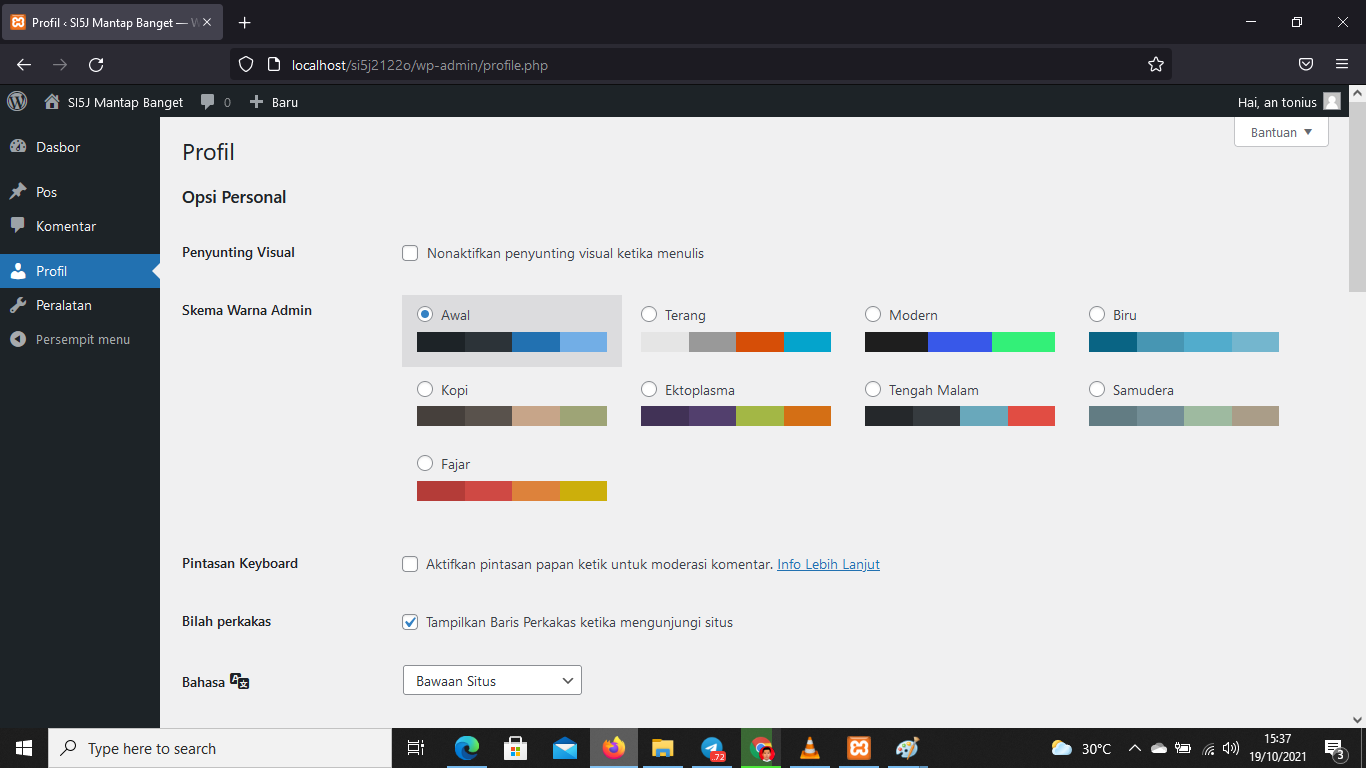 Profil ‹ SI5J Mantap Banget — W
localhost/si5j2122o/wp-admin/profile.php
SI5J Mantap Banget 0 Baru Hai, an tonius
Bantuan
Dasbor
Pos
Komentar
Profil
Peralatan
Persempit menu
Profil
Opsi Personal
Penyunting Visual Nonaktifkan penyunting visual ketika menulis
Skema Warna Admin Awal Terang Modern Biru
Kopi Ektoplasma Tengah Malam Samudera
Fajar
Pintasan Keyboard Aktifkan pintasan papan ketik untuk moderasi komentar. Info Lebih Lanjut
Bilah perkakas Tampilkan Baris Perkakas ketika mengunjungi situs
Bahasa Bawaan Situs
Type here to search
72
30°C
15:37
19/10/2021
3